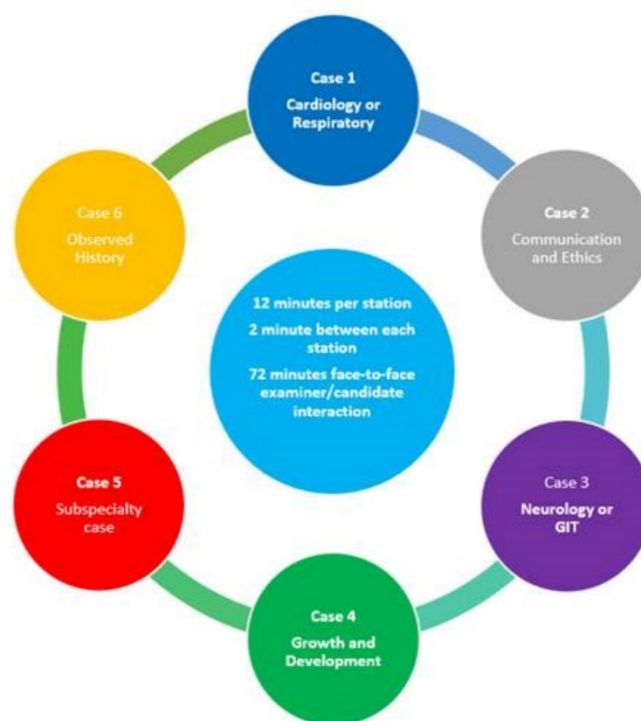 Case 1
Cardiology or
Respiratory
Case 2
Communication
and Ethics
Case 3
Neurology or
GIT
Case 4
Growth and
Development
Case 5
Subspecialty
case
Case 6
Observed
History
12 minutes per station
2 minute between each
station
72 minutes face-to-face
examiner/candidate
interaction